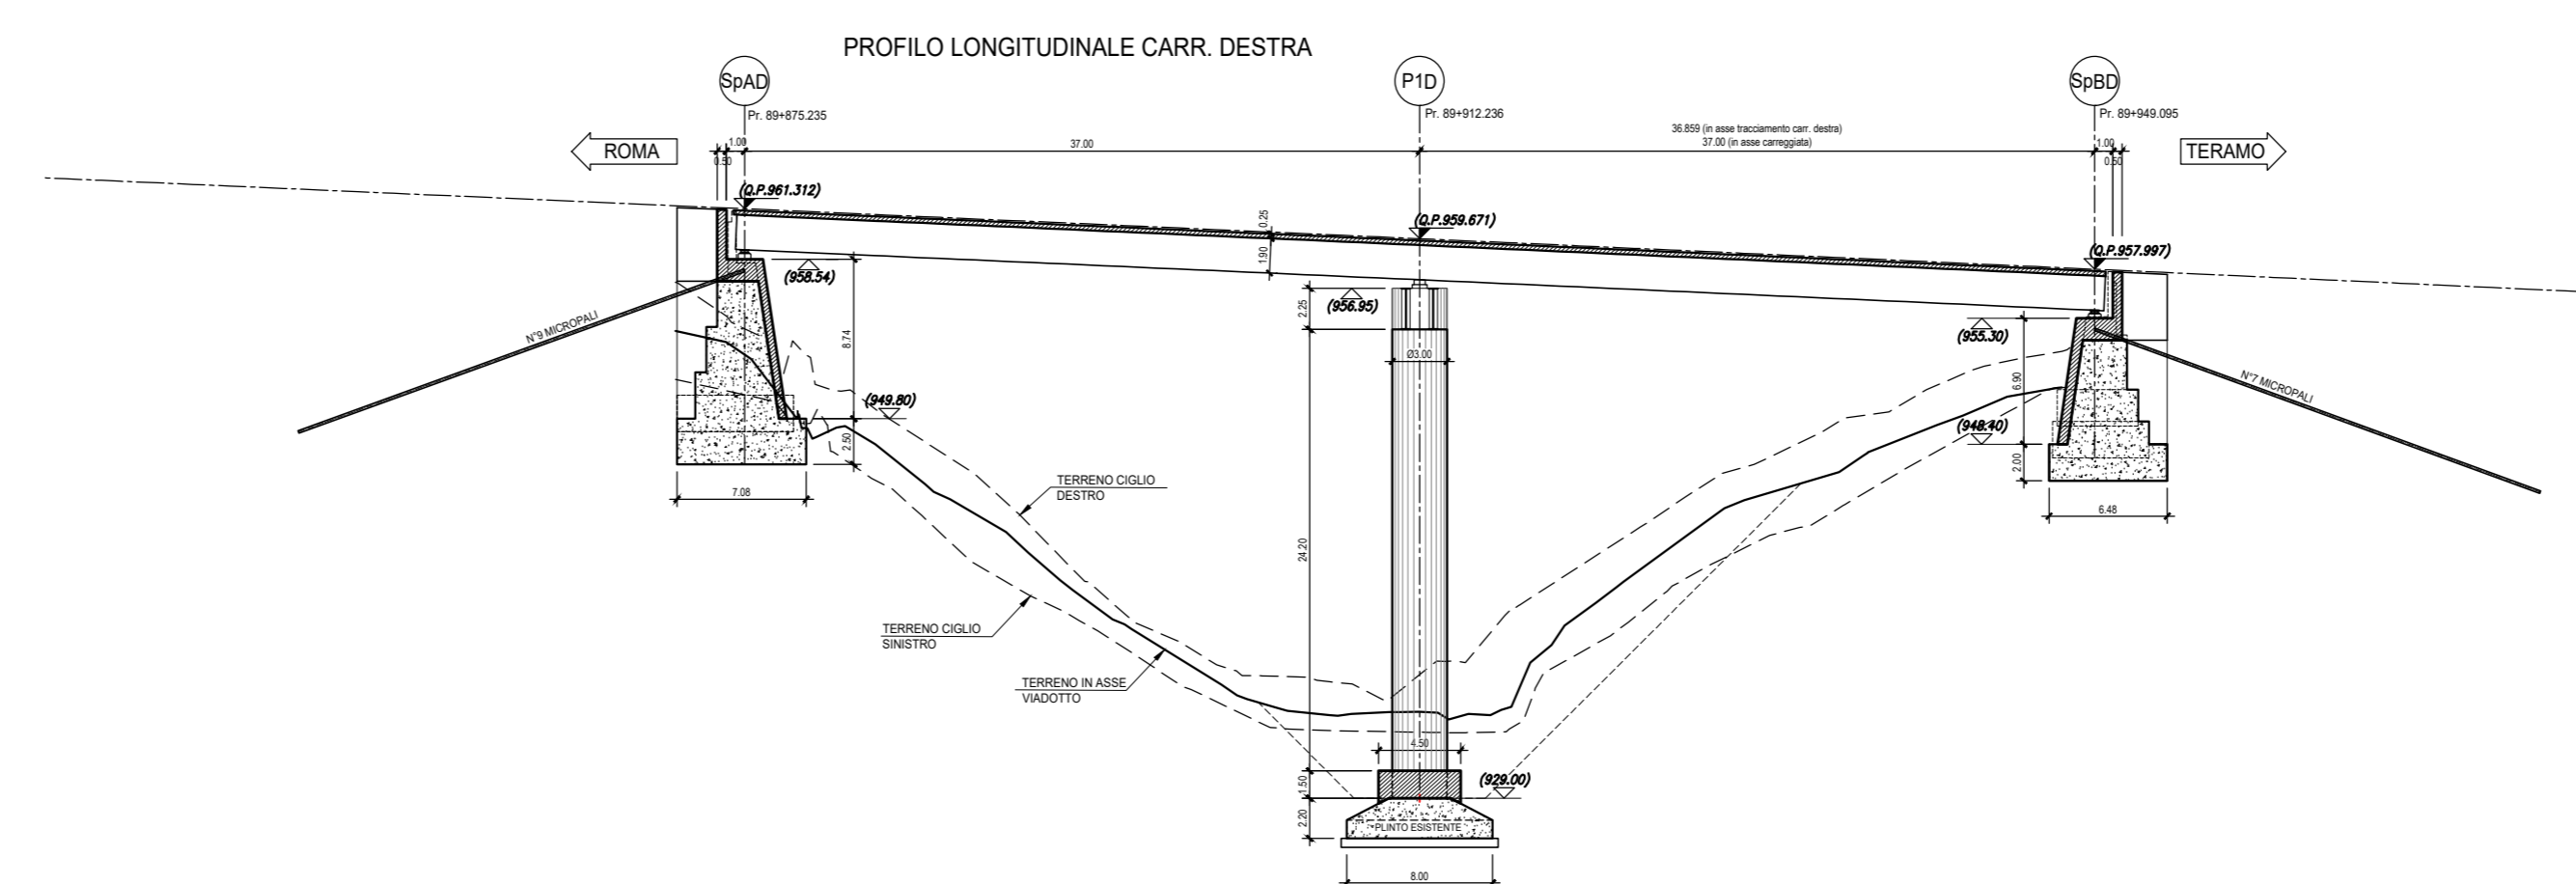 PROFILO LONGITUDINALE CARR. DESTRA
SpAD
P1D
SpBD
Pr. 89+875.235
Pr. 89+912.236
Pr. 89+949.095
ROMA
1.00
0.50
37.00
36.859 (in asse tracciamento carr. destra)
37.00 (in asse carreggiata)
1.00
0.50
TERAMO
(Q.P.961.312)
(Q.P.959.671)
(Q.P.957.997)
0.25
1.90
(958.54)
(956.95)
(955.30)
2.25
N°9 MICROPALI
8.74
Ø3.00
6.90
N°7 MICROPALI
(949.80)
(948.40)
2.50
2.00
7.08
6.48
TERRENO CIGLIO
DESTRO
24.20
TERRENO CIGLIO
SINISTRO
TERRENO IN ASSE
VIADOTTO
4.50
1.50
(929.00)
2.20
PLINTO ESISTENTE
8.00